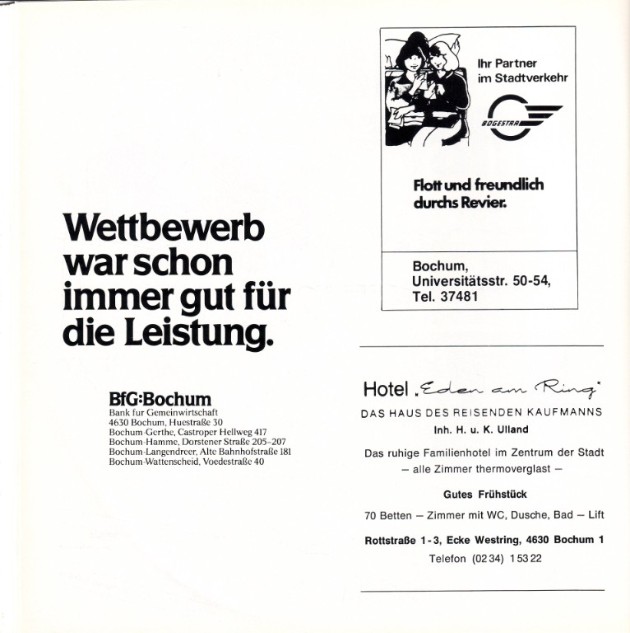 Wettbewerb
war schon
immer gut für
die Leistung.
BfG:Bochum
Bank für Gemeinwirtschaft
4630 Bochum, Huestraße 30
Bochum-Gerthe, Castroper Hellweg 417
Bochum-Hamme, Dorstener Straße 205–207
Bochum-Langendreer, Alte Bahnhofstraße 181
Bochum-Wattenscheid, Voedestraße 40
Ihr Partner
im Stadtverkehr
BOGESTRA
Flott und freundlich
durchs Revier.
Bochum,
Universitätsstr. 50-54,
Tel. 37481
Hotel „Eden am Ring"
DAS HAUS DES REISENDEN KAUFMANNS
Inh. H. u. K. Ulland
Das ruhige Familienhotel im Zentrum der Stadt
— alle Zimmer thermoverglast —
Gutes Frühstück
70 Betten — Zimmer mit WC, Dusche, Bad — Lift
Rottstraße 1-3, Ecke Westring, 4630 Bochum 1
Telefon (02 34) 1 53 22